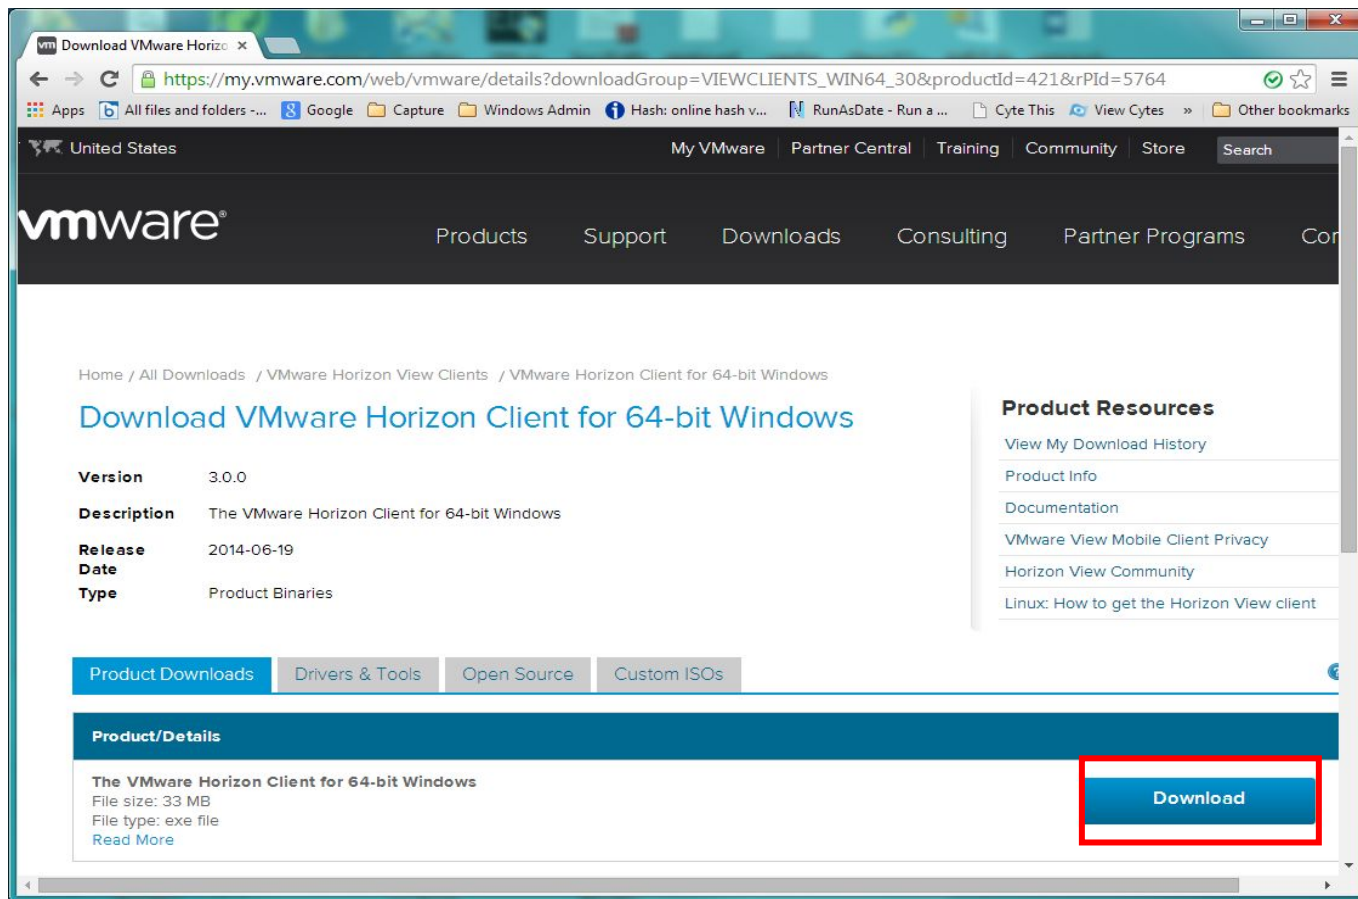 Download VMware Horizo
https://my.vmware.com/web/vmware/details?downloadGroup=VIEWCLIENTS_WIN64_30&productId=421&rPId=5764
Apps All files and folders -... Google Capture Windows Admin Hash: online hash v... RunAsDate - Run a ... Cyte This View Cytes » Other bookmarks
United States My VMware Partner Central Training Community Store Search
vmware® Products Support Downloads Consulting Partner Programs Cor
Home / All Downloads / VMware Horizon View Clients / VMware Horizon Client for 64-bit Windows
Download VMware Horizon Client for 64-bit Windows
Version 3.0.0
Description The VMware Horizon Client for 64-bit Windows
Release Date 2014-06-19
Type Product Binaries
Product Resources
View My Download History
Product Info
Documentation
VMware View Mobile Client Privacy
Horizon View Community
Linux: How to get the Horizon View client
Product Downloads Drivers & Tools Open Source Custom ISOs
Product/Details
The VMware Horizon Client for 64-bit Windows
File size: 33 MB
File type: exe file
Read More
Download